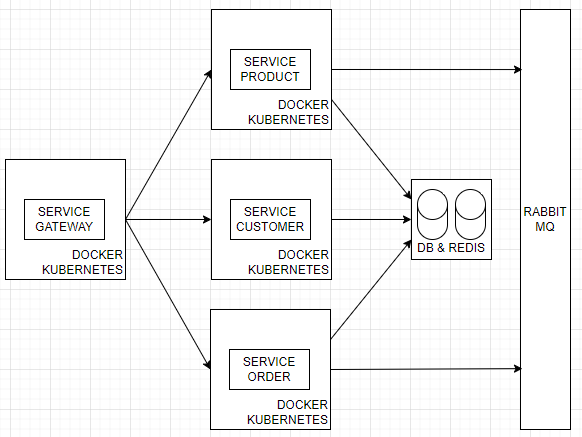 SERVICE
PRODUCT
DOCKER
KUBERNETES
SERVICE
GATEWAY
DOCKER
KUBERNETES
SERVICE
CUSTOMER
DOCKER
KUBERNETES
DB & REDIS
RABBIT
MQ
SERVICE
ORDER
DOCKER
KUBERNETES